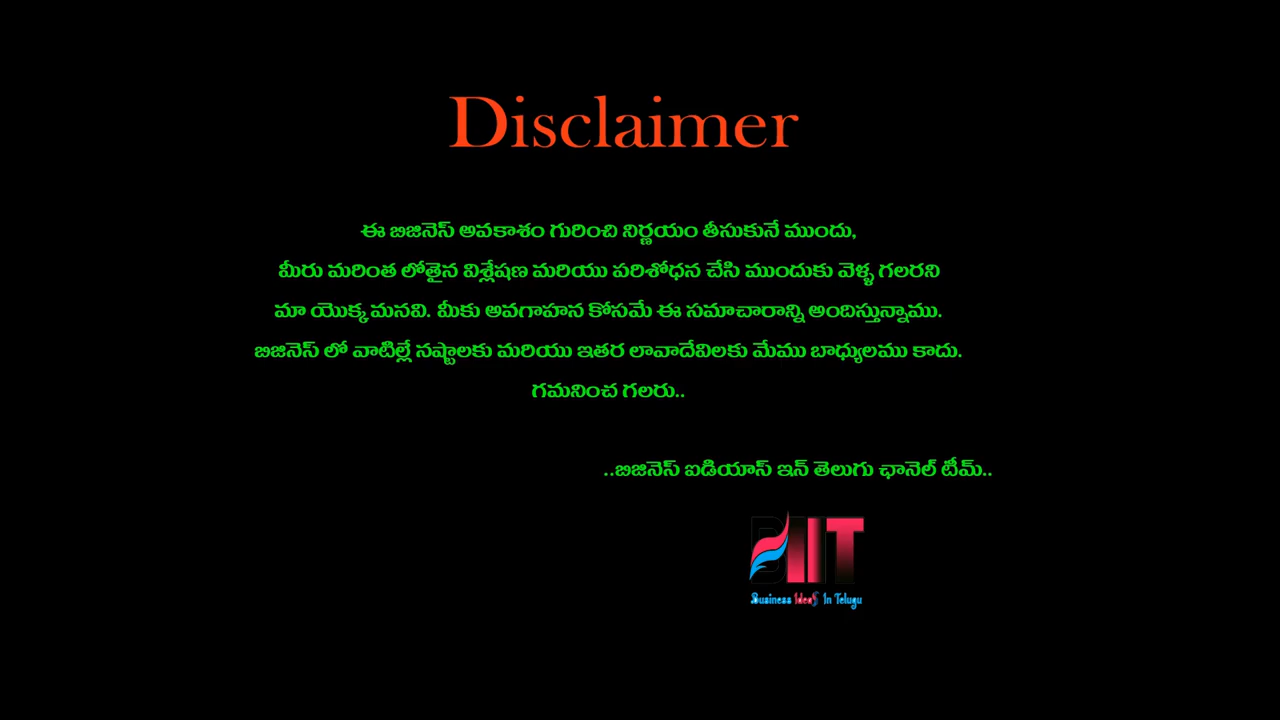 Disclaimer
ఈ బిజినెస్ అవకాశం గురించి నిర్ణయం తీసుకునే ముందు,
మీరు మరింత లోతైన విశ్లేషణ మరియు పరిశోధన చేసి ముందుకు వెళ్ళ గలరని
మా యొక్క మనవి. మీకు అవగాహన కోసమే ఈ సమాచారాన్ని అందిస్తున్నాము.
బిజినెస్ లో వాటిల్లే నష్టాలకు మరియు ఇతర లావాదేవిలకు మేము బాధ్యులము కాదు.
గమనించ గలరు..
..బిజినెస్ ఐడియాస్ ఇన్ తెలుగు ఛానెల్ టీమ్..
BIIT
Business IdeaS In Telugu